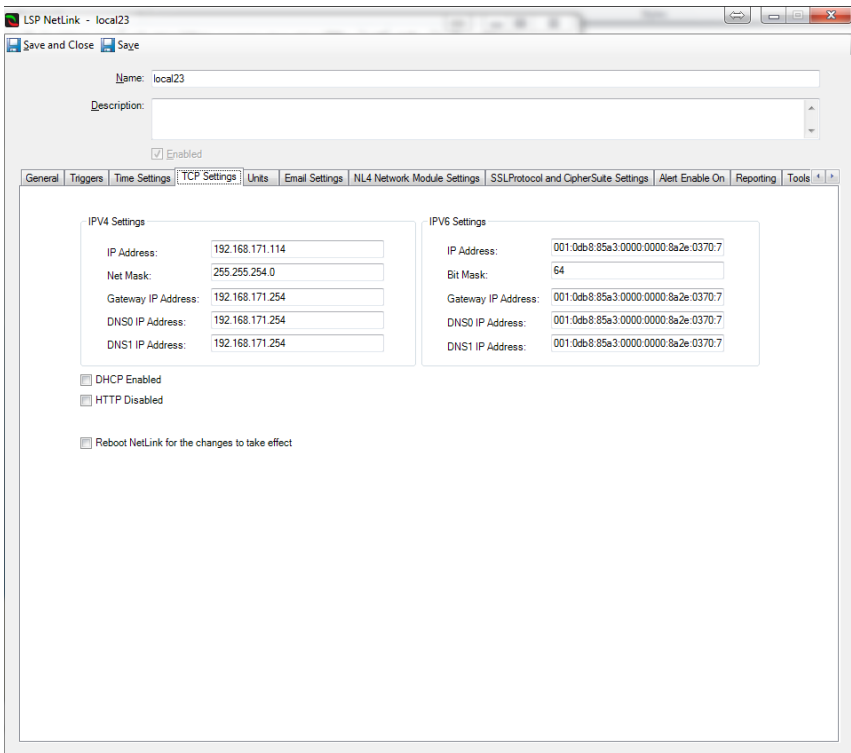 LSP NetLink - local23
Save and Close Save
Name: local23
Description:
Enabled
General Triggers Time Settings TCP Settings Units Email Settings NL4 Network Module Settings SSLProtocol and CipherSuite Settings Alert Enable On Reporting Tools
IPV4 Settings
IP Address: 192.168.171.114
Net Mask: 255.255.254.0
Gateway IP Address: 192.168.171.254
DNS0 IP Address: 192.168.171.254
DNS1 IP Address: 192.168.171.254
IPV6 Settings
IP Address: 001:0db8:85a3:0000:0000:8a2e:0370:7
Bit Mask: 64
Gateway IP Address: 001:0db8:85a3:0000:0000:8a2e:0370:7
DNS0 IP Address: 001:0db8:85a3:0000:0000:8a2e:0370:7
DNS1 IP Address: 001:0db8:85a3:0000:0000:8a2e:0370:7
DHCP Enabled
HTTP Disabled
Reboot NetLink for the changes to take effect